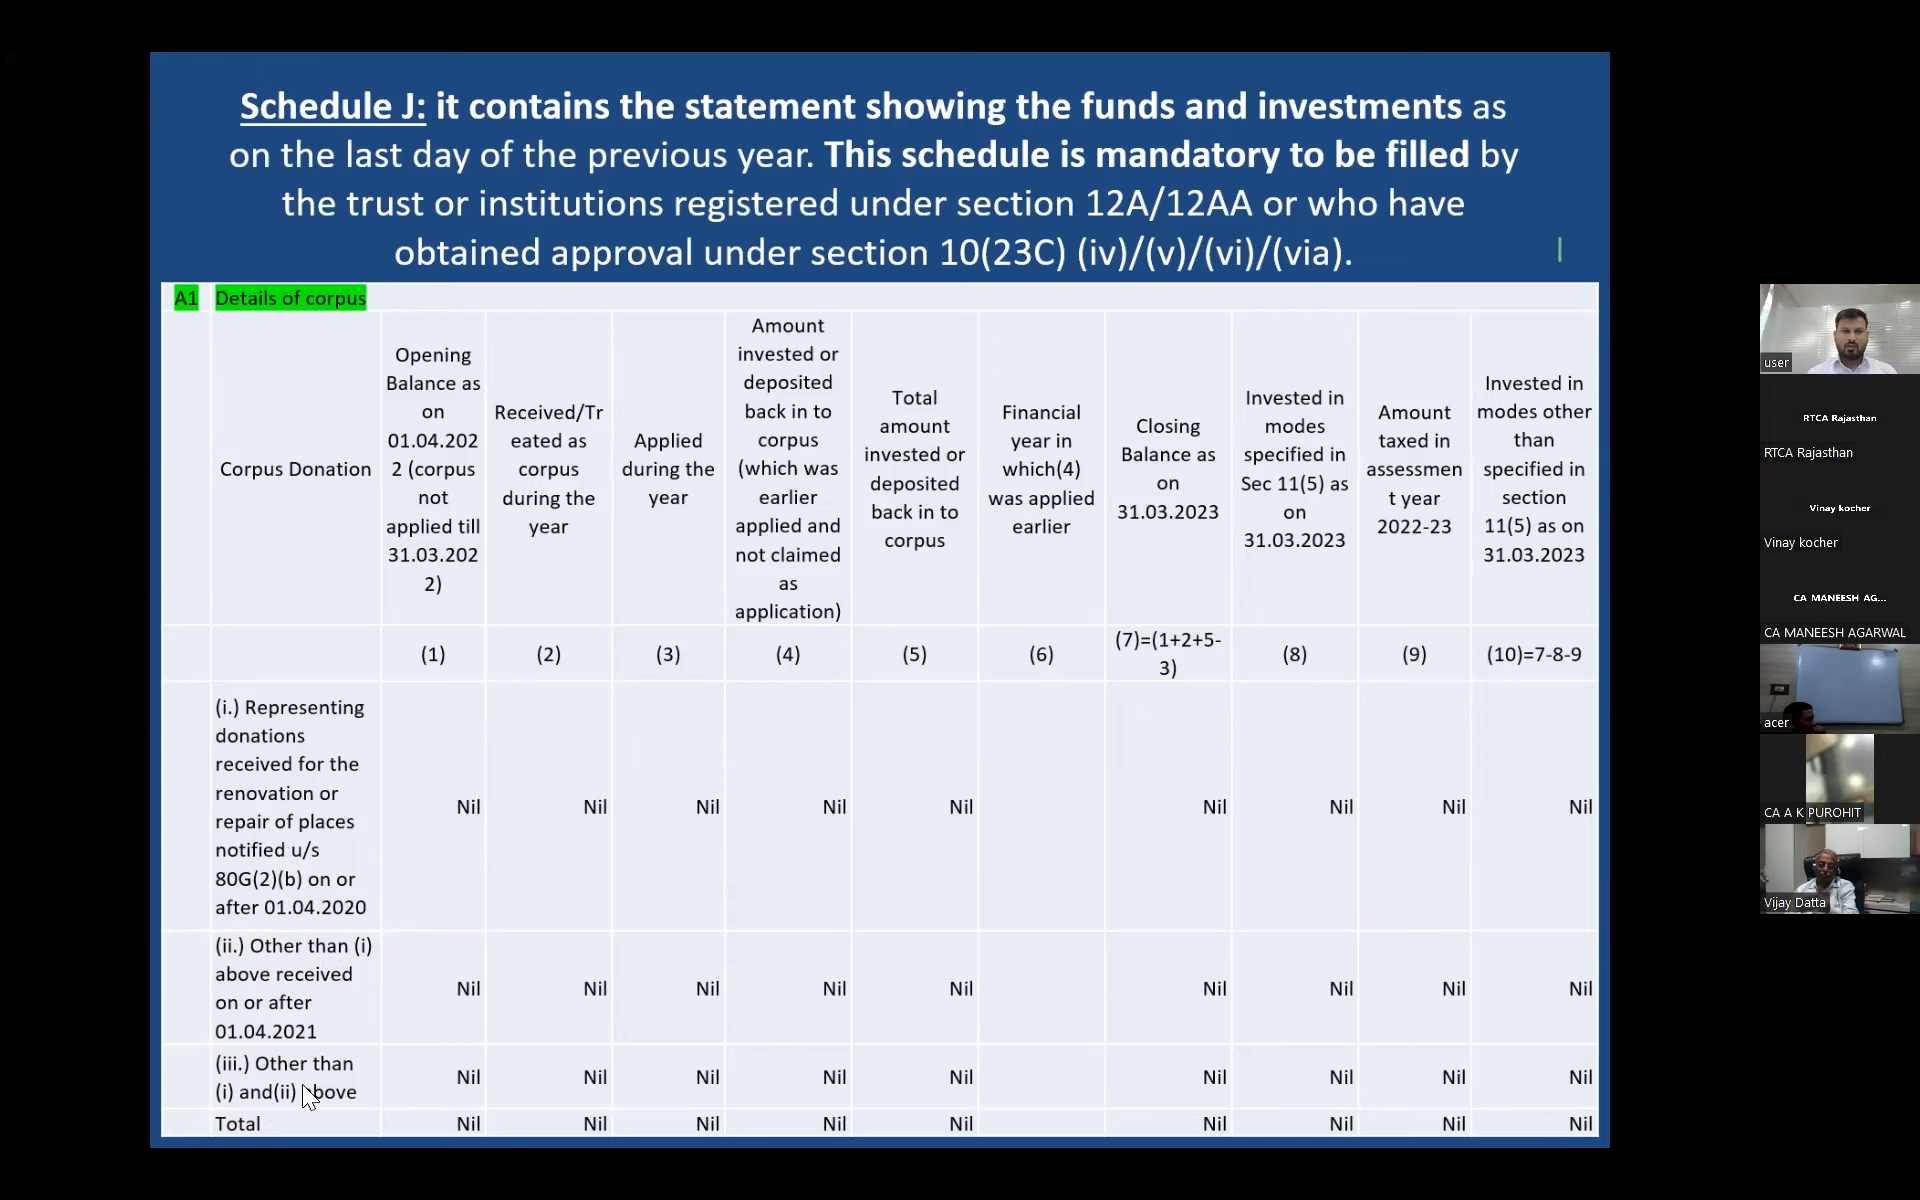 Schedule J: it contains the statement showing the funds and investments as
on the last day of the previous year. This schedule is mandatory to be filled by
the trust or institutions registered under section 12A/12AA or who have
obtained approval under section 10(23C) (iv)/(v)/(vi)/(via).
A1 Details of corpus
Corpus Donation
Opening
Balance as
on
01.04.202
2 (corpus
not
applied till
31.03.202
2)
Received/Tr
eated as
corpus
during the
year
Applied
during the
year
Amount
invested or
deposited
back in to
corpus
(which was
earlier
applied and
not claimed
as
application)
Total
amount
invested or
deposited
back in to
corpus
Financial
year in
which(4)
was applied
earlier
Closing
Balance as
on
31.03.2023
Invested in
modes
specified in
Sec 11(5) as
on
31.03.2023
Amount
taxed in
assessmen
t year
2022-23
Invested in
modes other
than
specified in
section
11(5) as on
31.03.2023
(1) (2) (3) (4) (5) (6) (7)=(1+2+5- (8) (9) (10)=7-8-9
3)
(i.) Representing
donations
received for the
renovation or
repair of places
notified u/s
80G(2)(b) on or
after 01.04.2020
Nil Nil Nil Nil Nil Nil Nil Nil Nil
(ii.) Other than (i)
above received
on or after
01.04.2021
Nil Nil Nil Nil Nil Nil Nil Nil Nil
(iii.) Other than
(i) and(ii) above
Nil Nil Nil Nil Nil Nil Nil Nil Nil
Total Nil Nil Nil Nil Nil Nil Nil Nil Nil
user
RTCA Rajasthan
RTCA Rajasthan
Vinay kocher
Vinay kocher
CA MANEESH AG...
CA MANEESH AGARWAL
acer
CA A K PUROHIT
Vijay Datta